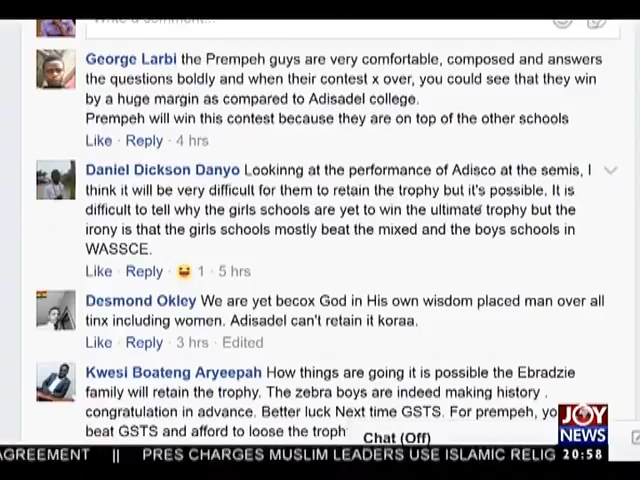 George Larbi the Prempeh guys are very comfortable, composed and answers
the questions boldly and when their contest x over, you could see that they win
by a huge margin as compared to Adisadel college.
Prempeh will win this contest because they are on top of the other schools
Like · Reply · 4 hrs
Daniel Dickson Danyo Lookinng at the performance of Adisco at the semis, I
think it will be very difficult for them to retain the trophy but it's possible. It is
difficult to tell why the girls schools are yet to win the ultimate trophy but the
irony is that the girls schools mostly beat the mixed and the boys schools in
WASSCE.
Like · Reply · 1 · 5 hrs
Desmond Okley We are yet becox God in His own wisdom placed man over all
tinx including women. Adisadel can't retain it koraa.
Like · Reply · 3 hrs · Edited
Kwesi Boateng Aryeepah How things are going it is possible the Ebradzie
family will retain the trophy. The zebra boys are indeed making history .
congratulation in advance. Better luck Next time GSTS. For prempeh, yo
beat GSTS and afford to loose the troph
Chat (Off)
JOY
NEWS
AGREEMENT || PRES CHARGES MUSLIM LEADERS USE ISLAMIC RELIG 20:58